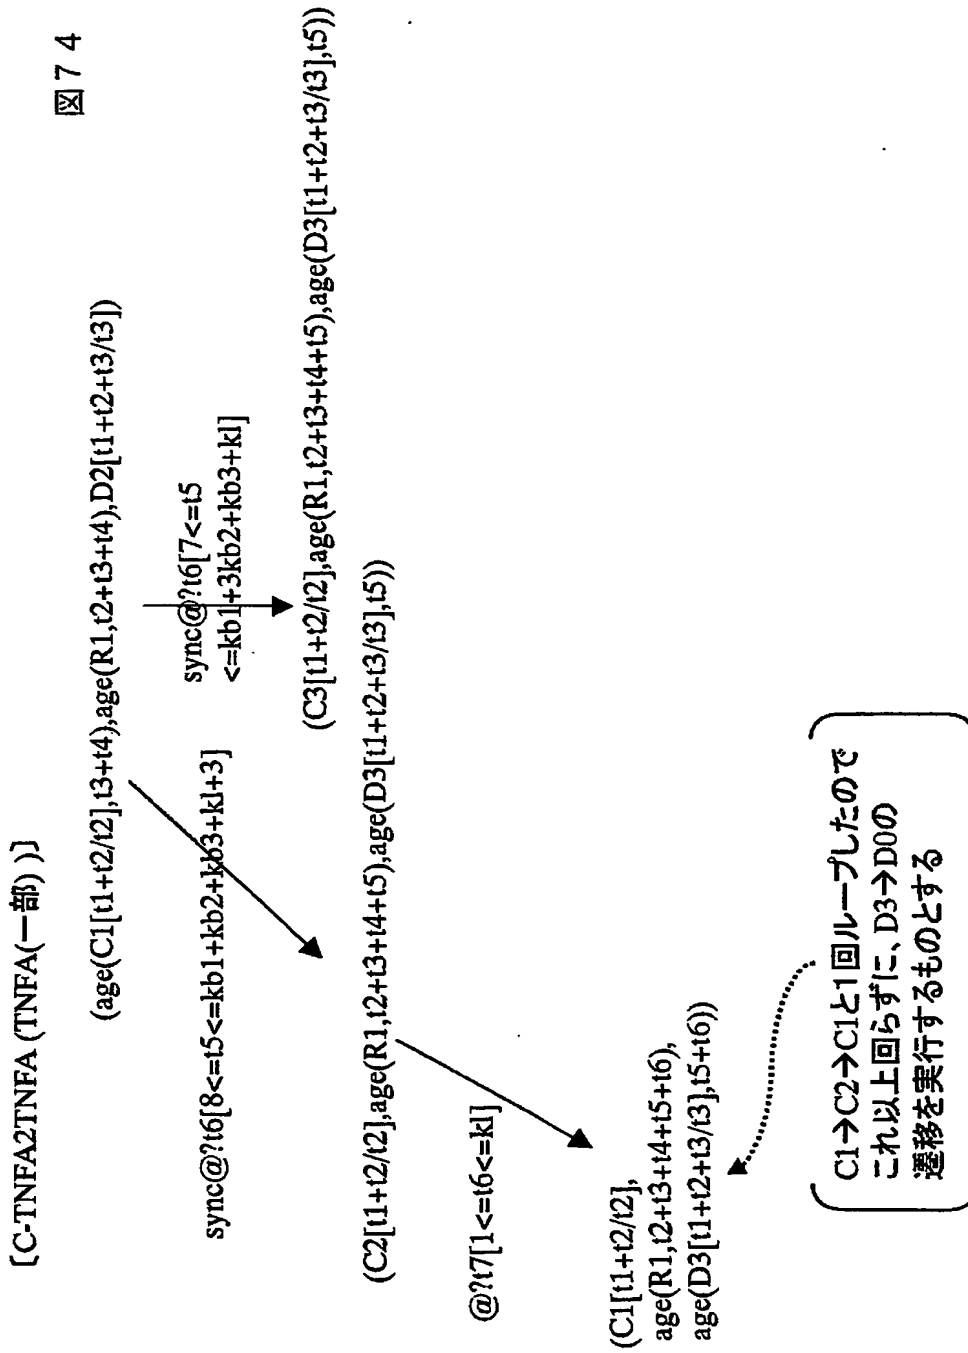 図７４
[C-TNFA2TNFA (TNFA(一部) )]
(age(C1[t1+t2/t2],t3+t4),age(R1,t2+t3+t4),D2[t1+t2+t3/t3])
sync@?t6[8<=t5<=kb1+kb2+kb3+kl+3]
sync@?t6[7<=t5
<=kb1+3kb2+kb3+kl]
(C3[t1+t2/t2],age(R1,t2+t3+t4+t5),age(D3[t1+t2+t3/t3],t5))
(C2[t1+t2/t2],age(R1,t2+t3+t4+t5),age(D3[t1+t2+t3/t3],t5))
@?t7[1<=t6<=kl]
(C1[t1+t2/t2],
age(R1,t2+t3+t4+t5+t6),
age(D3[t1+t2+t3/t3],t5+t6))
C1→C2→C1と1回ループしたので
これ以上回らずに、D3→D0の
遷移を実行するものとする